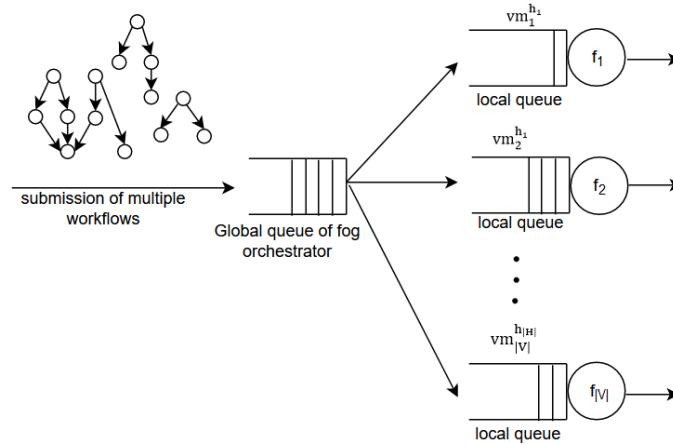 vm₁^h₁
f₁
local queue
vm₂^h₁
f₂
local queue
submission of multiple
workflows
Global queue of fog
orchestrator
vm_|V|^h_|H|
f_|V|
local queue